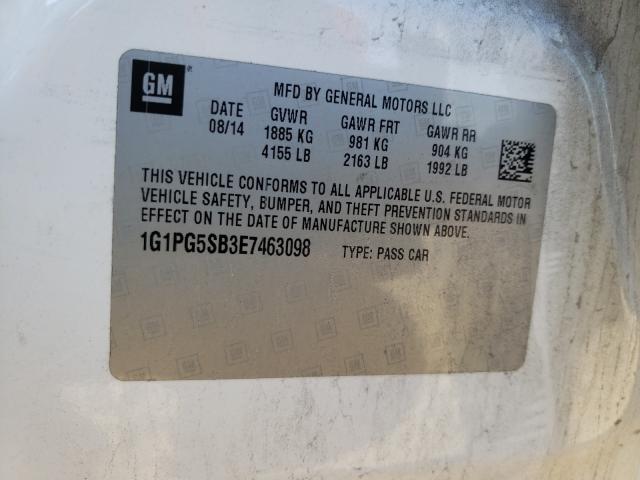 GM
MFD BY GENERAL MOTORS LLC
DATE GVWR GAWR FRT GAWR RR
08/14 1885 KG 981 KG 904 KG
4155 LB 2163 LB 1992 LB
THIS VEHICLE CONFORMS TO ALL APPLICABLE U.S. FEDERAL MOTOR
VEHICLE SAFETY, BUMPER, AND THEFT PREVENTION STANDARDS IN
EFFECT ON THE DATE OF MANUFACTURE SHOWN ABOVE.
1G1PG5SB3E7463098 TYPE: PASS CAR